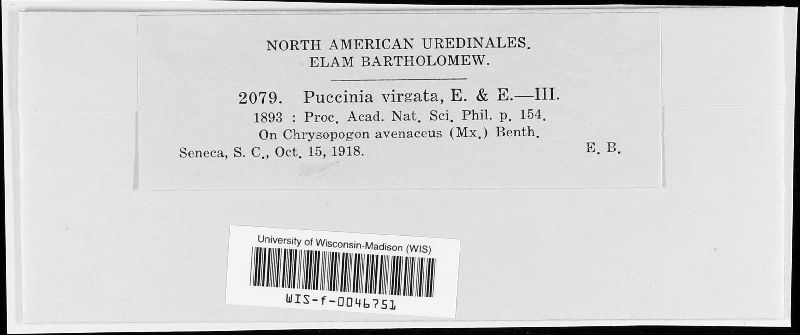 NORTH AMERICAN UREDINALES.
ELAM BARTHOLOMEW.
2079. Puccinia virgata, E. & E.—III.
1893 : Proc. Acad. Nat. Sci. Phil. p. 154.
On Chrysopogon avenaceus (Mx.) Benth.
Seneca, S. C., Oct. 15, 1918. E. B.
University of Wisconsin-Madison (WIS)
WIS-f-0046751